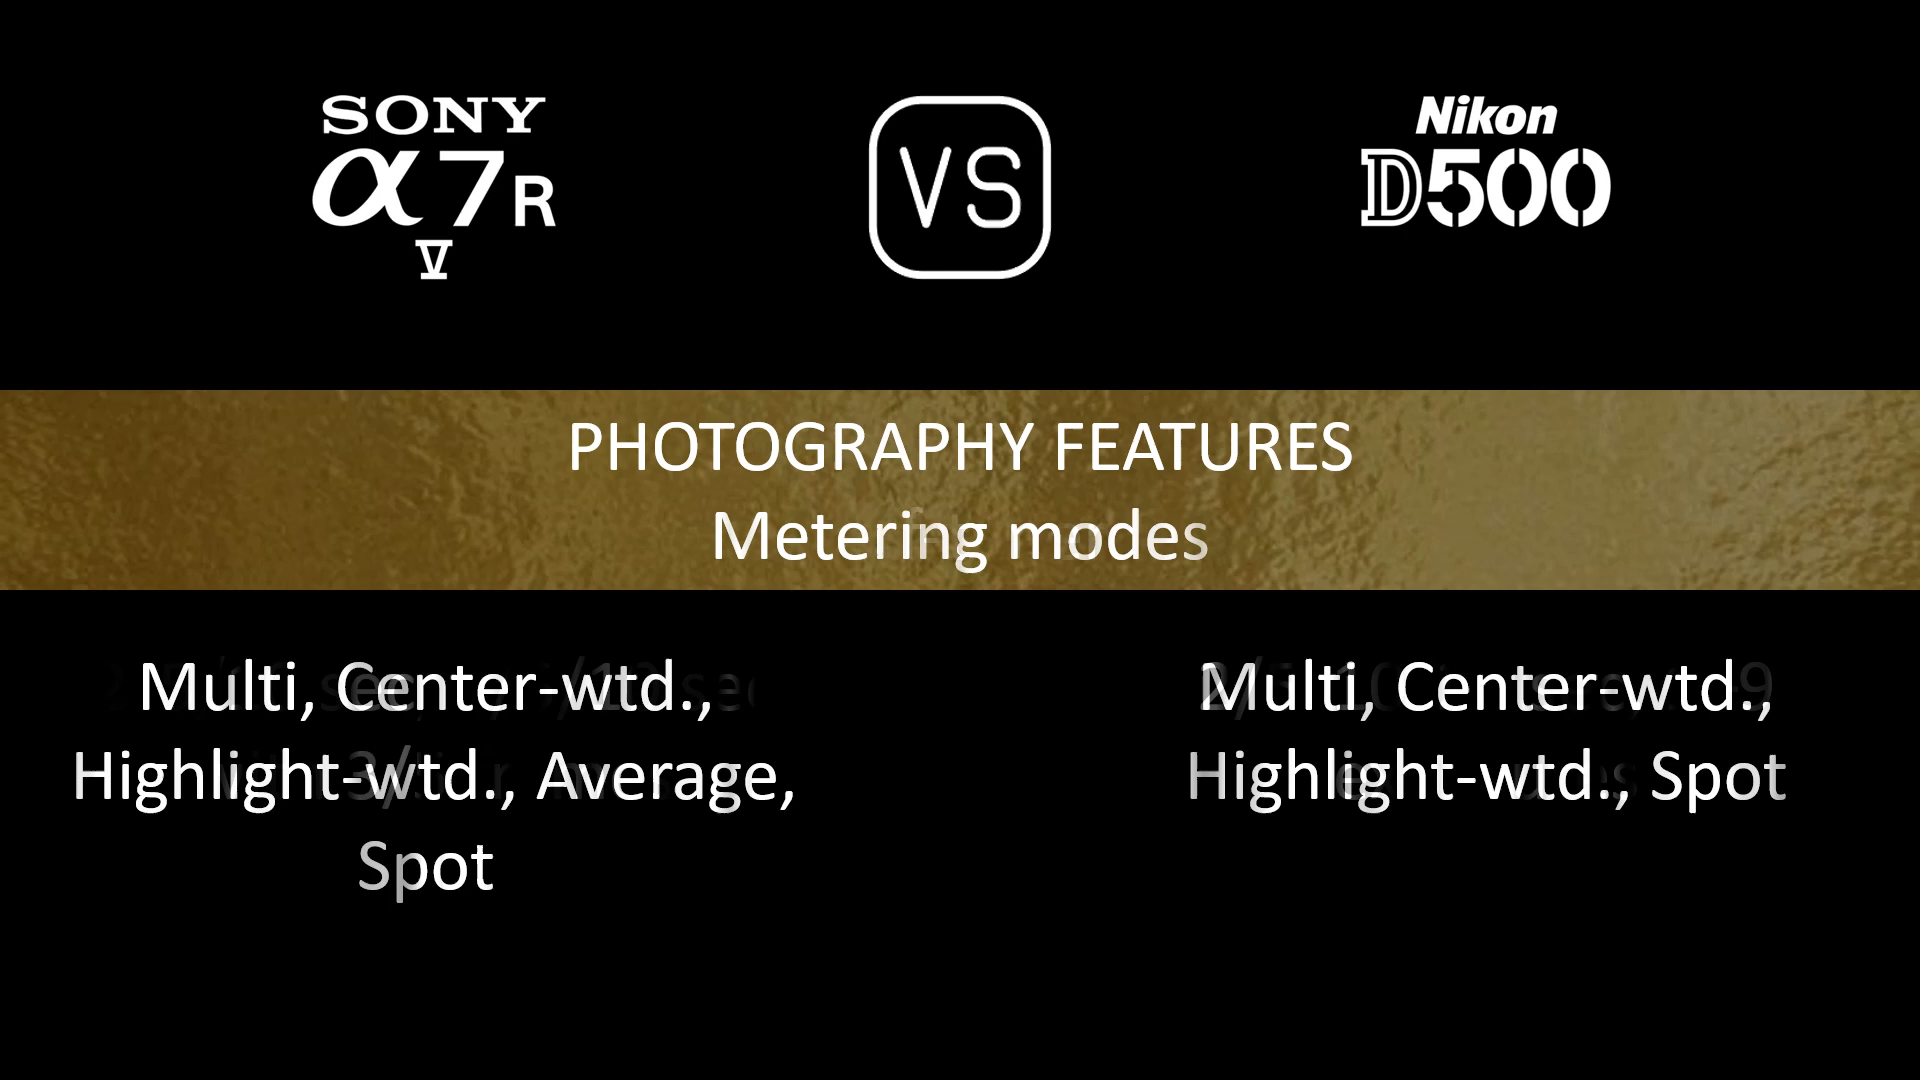 SONY
α7R
V
VS
Nikon
D500
PHOTOGRAPHY FEATURES
Metering modes
Multi, Center-wtd.,
Highlight-wtd., Average,
Spot
Multi, Center-wtd.,
Highlight-wtd., Spot